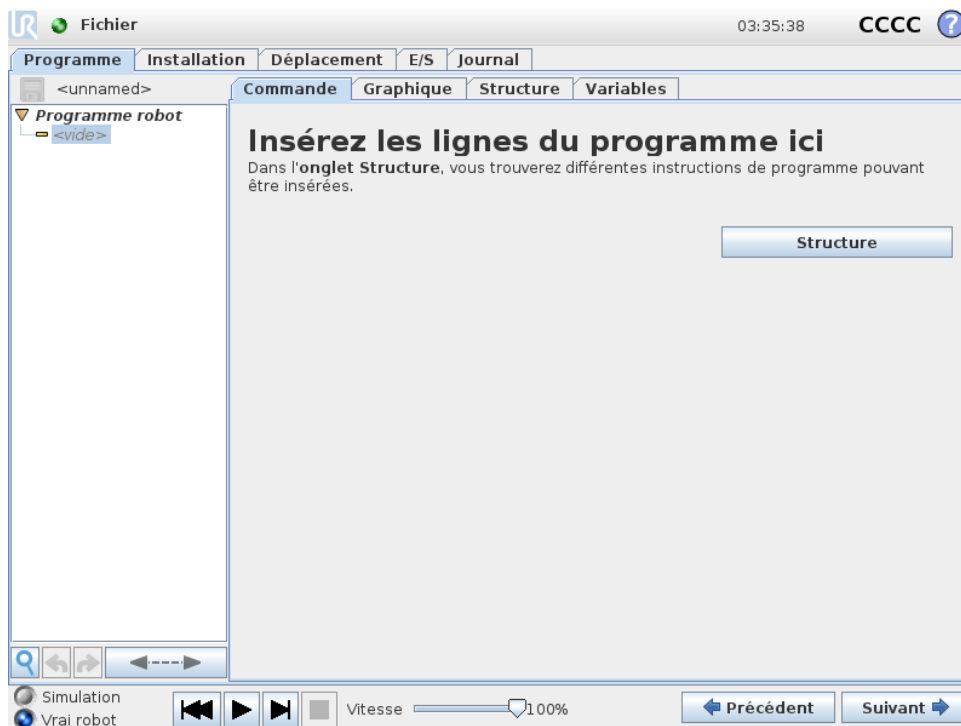 UR Fichier 03:35:38 CCCC ?
Programme Installation Déplacement E/S Journal
<unnamed>
Commande Graphique Structure Variables
Programme robot
<vide>
Insérez les lignes du programme ici
Dans l'onglet Structure, vous trouverez différentes instructions de programme pouvant
être insérées.
Structure
Simulation
Vrai robot
Vitesse 100%
Précédent Suivant